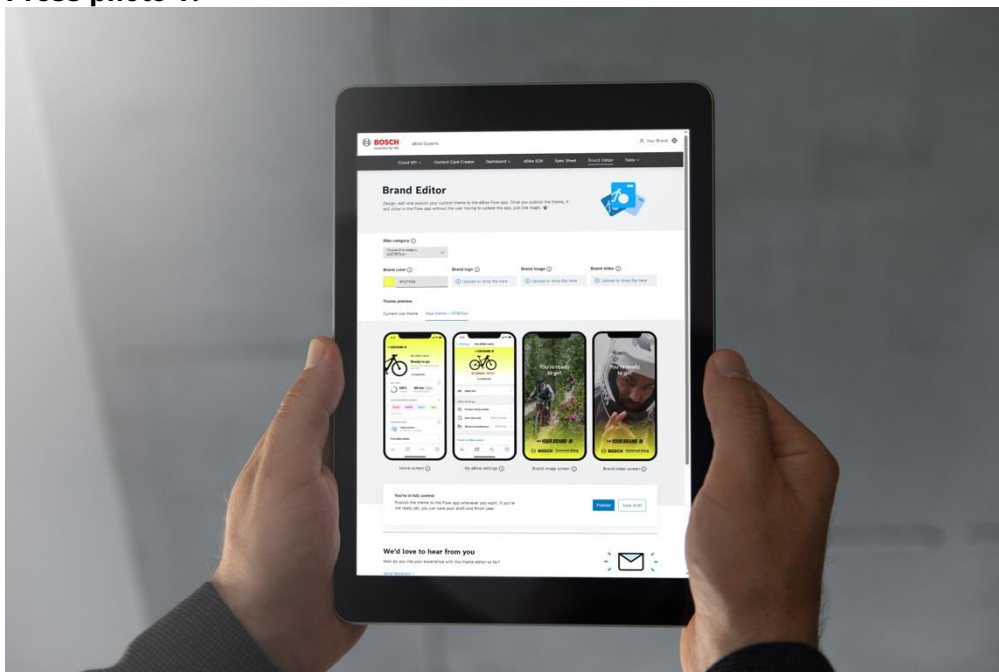 BOSCH
eBike Systems
Your Brand
Cloud API
Content Card Creator
Dashboard
eBike SDK
Spec Sheet
Brand Editor
Tools
Brand Editor
Design, edit and publish your custom theme to the eBike Flow app. Once you publish the theme, it
will show in the Flow app without the user having to update the app, just like magic.
Bike category
Brand color
Brand logo
Brand image
Brand video
Upload or drop file here
Upload or drop file here
Upload or drop file here
Theme preview
Current live theme
New theme – eMTBTour
Ready to go
You're ready
to go!
You're ready
to go!
YOUR BRAND
BOSCH
YOUR BRAND
BOSCH
Home screen
My eBike settings
Brand image screen
Brand video screen
You're in full control
Publish the theme to the Flow app whenever you want. If you're
not ready yet, you can save your draft and finish later.
Publish
Save draft
We'd love to hear from you
How do you like your experience with the theme editor so far?
Send feedback